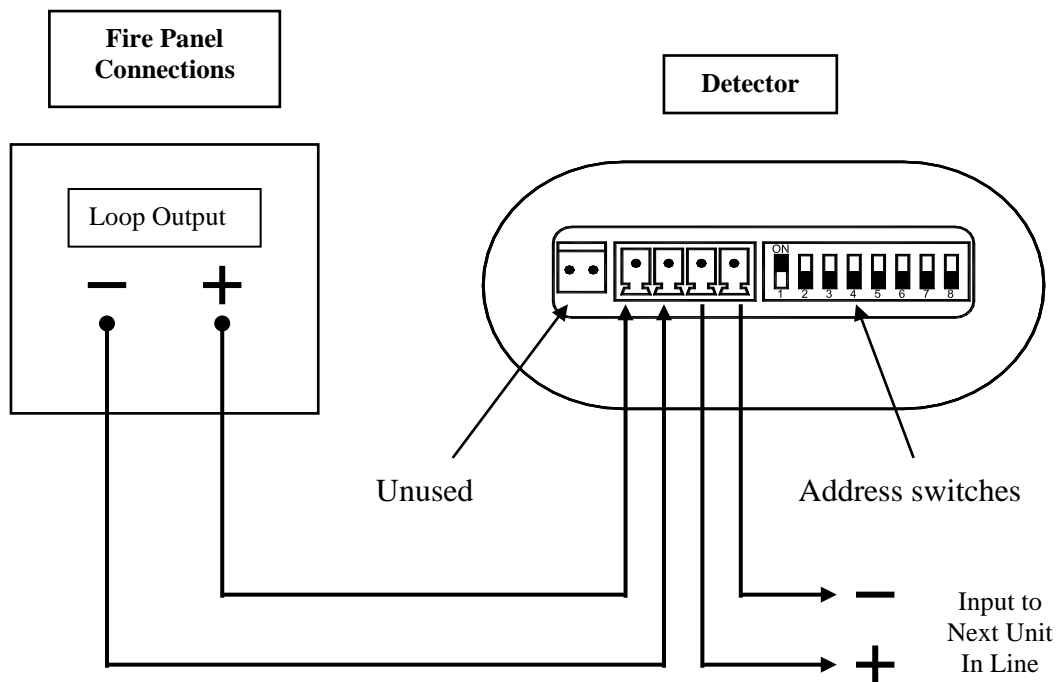 Fire Panel
Connections
Detector
Loop Output
− +
ON
1 2 3 4 5 6 7 8
Unused
Address switches
−
+
Input to
Next Unit
In Line